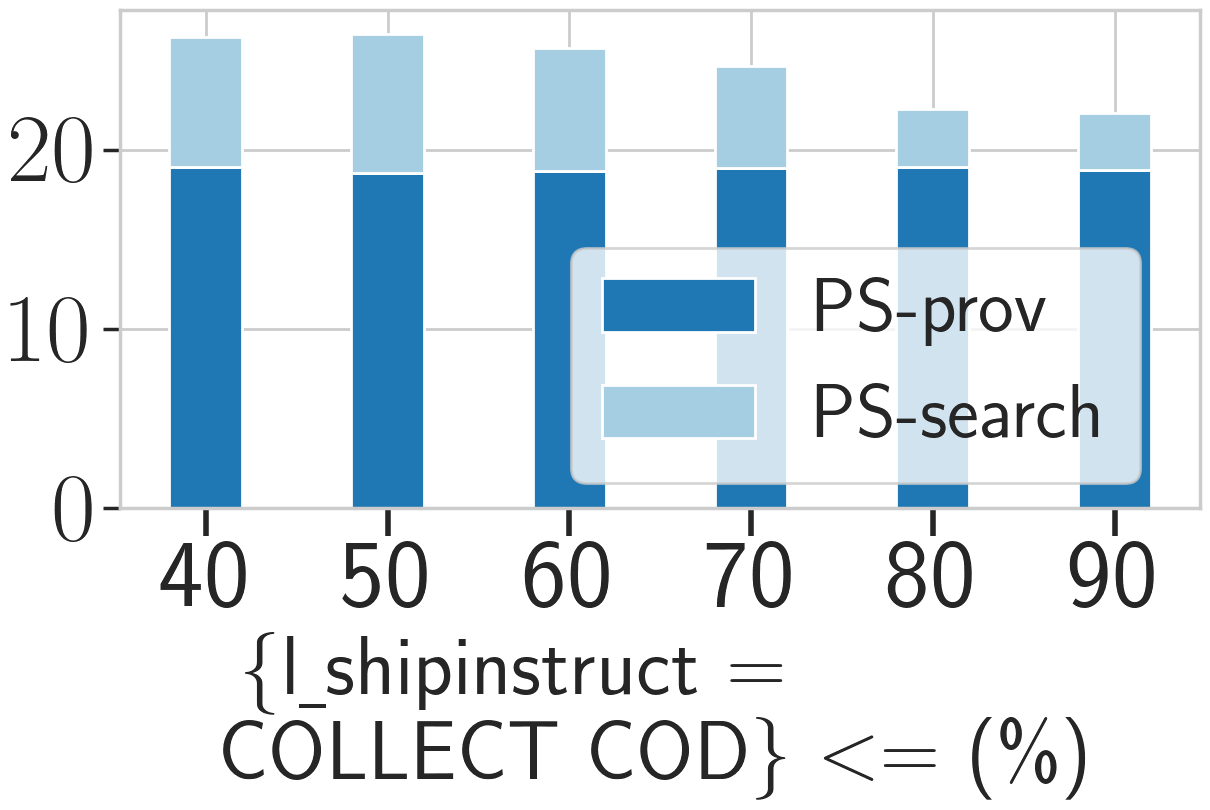 20
10
0
PS-prov
PS-search
40 50 60 70 80 90
{l_shipinstruct =
COLLECT COD} <= (%)